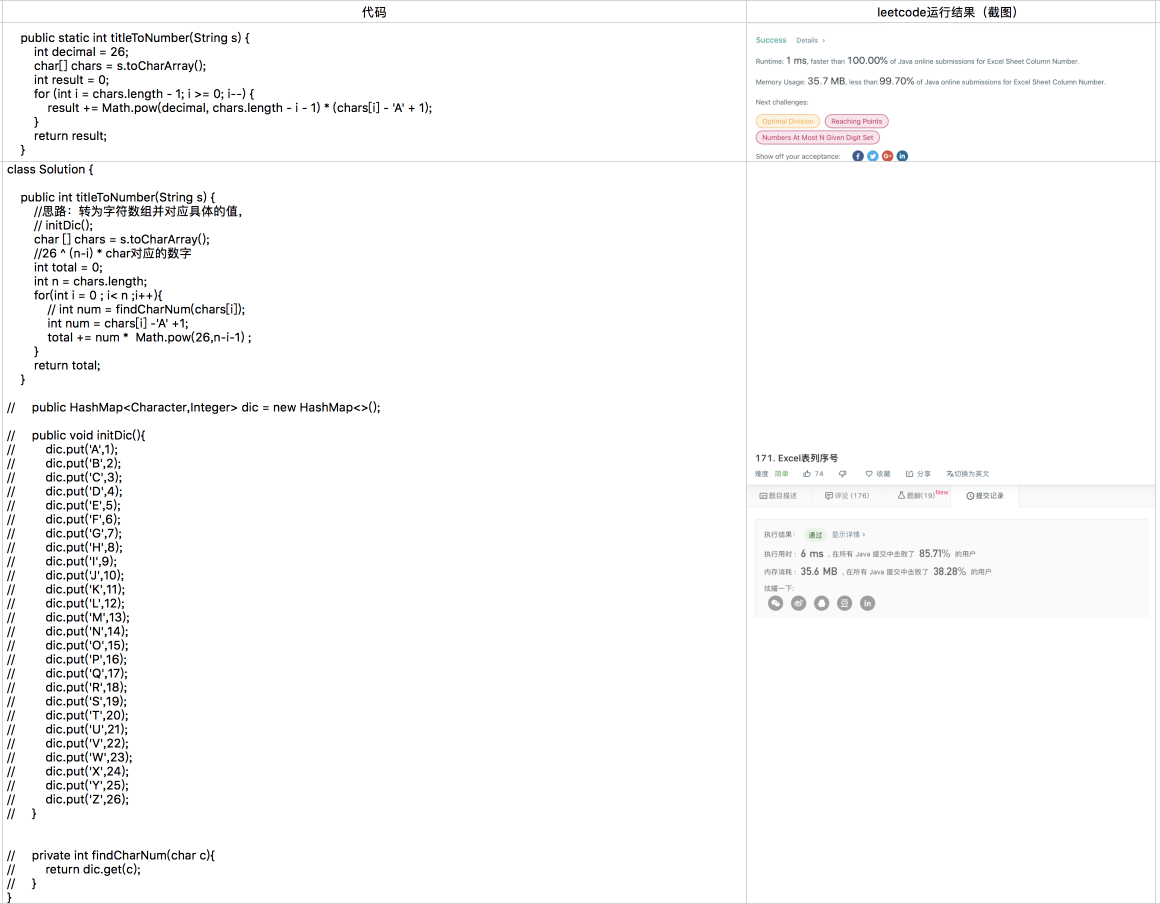 代码
leetcode运行结果（截图）
public static int titleToNumber(String s) {
int decimal = 26;
char[] chars = s.toCharArray();
int result = 0;
for (int i = chars.length - 1; i >= 0; i--) {
result += Math.pow(decimal, chars.length - i - 1) * (chars[i] - 'A' + 1);
}
return result;
}
Success Details >
Runtime: 1 ms, faster than 100.00% of Java online submissions for Excel Sheet Column Number.
Memory Usage: 35.7 MB, less than 99.70% of Java online submissions for Excel Sheet Column Number.
Next challenges:
Optimal Division Reaching Points
Numbers At Most N Given Digit Set
Show off your acceptance:
class Solution {
public int titleToNumber(String s) {
//思路：转为字符数组并对应具体的值，
// initDic();
char [] chars = s.toCharArray();
//26 ^ (n-i) * char对应的数字
int total = 0;
int n = chars.length;
for(int i = 0 ; i< n ;i++){
// int num = findCharNum(chars[i]);
int num = chars[i] -'A' +1;
total += num * Math.pow(26,n-i-1) ;
}
return total;
}
// public HashMap<Character,Integer> dic = new HashMap<>();
// public void initDic(){
// dic.put('A',1);
// dic.put('B',2);
// dic.put('C',3);
// dic.put('D',4);
// dic.put('E',5);
// dic.put('F',6);
// dic.put('G',7);
// dic.put('H',8);
// dic.put('I',9);
// dic.put('J',10);
// dic.put('K',11);
// dic.put('L',12);
// dic.put('M',13);
// dic.put('N',14);
// dic.put('O',15);
// dic.put('P',16);
// dic.put('Q',17);
// dic.put('R',18);
// dic.put('S',19);
// dic.put('T',20);
// dic.put('U',21);
// dic.put('V',22);
// dic.put('W',23);
// dic.put('X',24);
// dic.put('Y',25);
// dic.put('Z',26);
// }
// private int findCharNum(char c){
// return dic.get(c);
// }
}
171. Excel表列序号
难度 简单 74 收藏 分享 切换为英文
题目描述 评论 (176) 题解(19) New 提交记录
执行结果： 通过 显示详情 >
执行用时 : 6 ms , 在所有 Java 提交中击败了 85.71% 的用户
内存消耗 : 35.6 MB , 在所有 Java 提交中击败了 38.28% 的用户
炫耀一下: